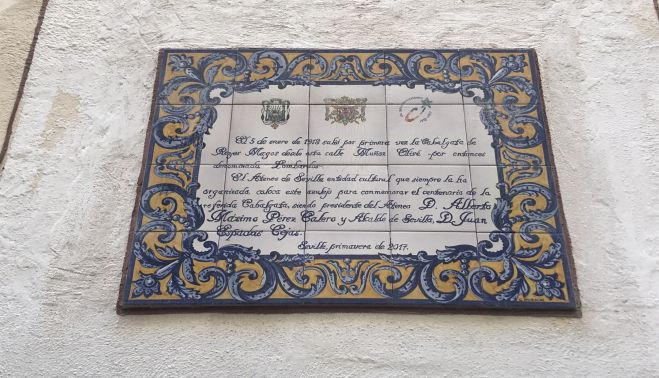 El 5 de enero de 1918 salió por primera vez la Cabalgata de
Reyes Magos desde esta calle Muñoz Olivé por entonces
denominada Lombardos.
El Ateneo de Sevilla entidad cultural que siempre la ha
organizado, coloca este azulejo para conmemorar el centenario de la
referida Cabalgata, siendo presidente del Ateneo D. Alberto
Máximo Pérez Calero y Alcalde de Sevilla, D. Juan
Espadas Cejas.
Sevilla, primavera de 2017.